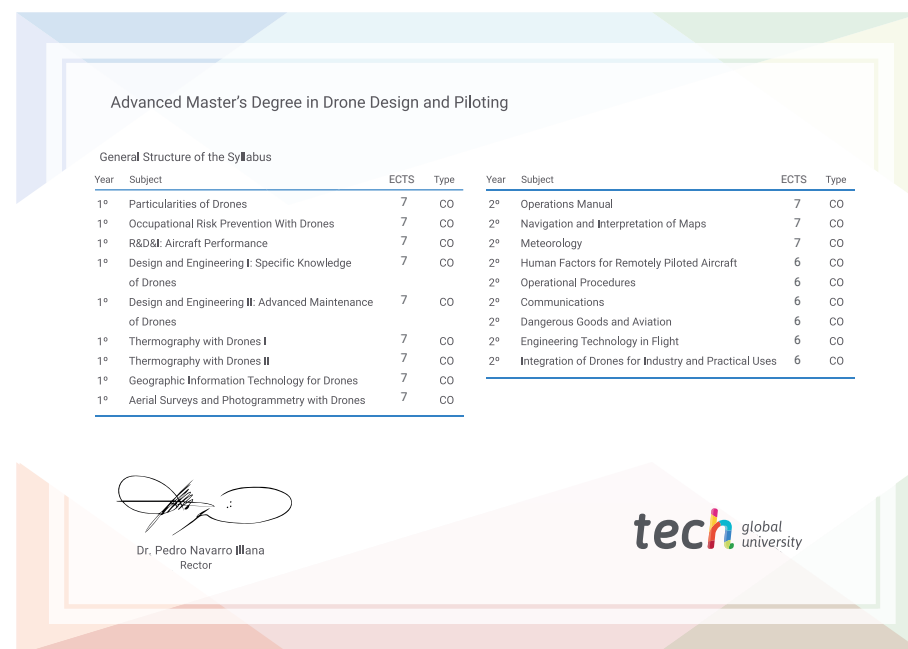 Advanced Master's Degree in Drone Design and Piloting
General Structure of the Syllabus
Year Subject ECTS Type
1º Particularities of Drones 7 CO
1º Occupational Risk Prevention With Drones 7 CO
1º R&D&I: Aircraft Performance 7 CO
1º Design and Engineering I: Specific Knowledge 7 CO
of Drones
1º Design and Engineering II: Advanced Maintenance 7 CO
of Drones
1º Thermography with Drones I 7 CO
1º Thermography with Drones II 7 CO
1º Geographic Information Technology for Drones 7 CO
1º Aerial Surveys and Photogrammetry with Drones 7 CO
Year Subject ECTS Type
2º Operations Manual 7 CO
2º Navigation and Interpretation of Maps 7 CO
2º Meteorology 7 CO
2º Human Factors for Remotely Piloted Aircraft 6 CO
2º Operational Procedures 6 CO
2º Communications 6 CO
2º Dangerous Goods and Aviation 6 CO
2º Engineering Technology in Flight 6 CO
2º Integration of Drones for Industry and Practical Uses 6 CO
Dr. Pedro Navarro Illana
Rector
tech global
university